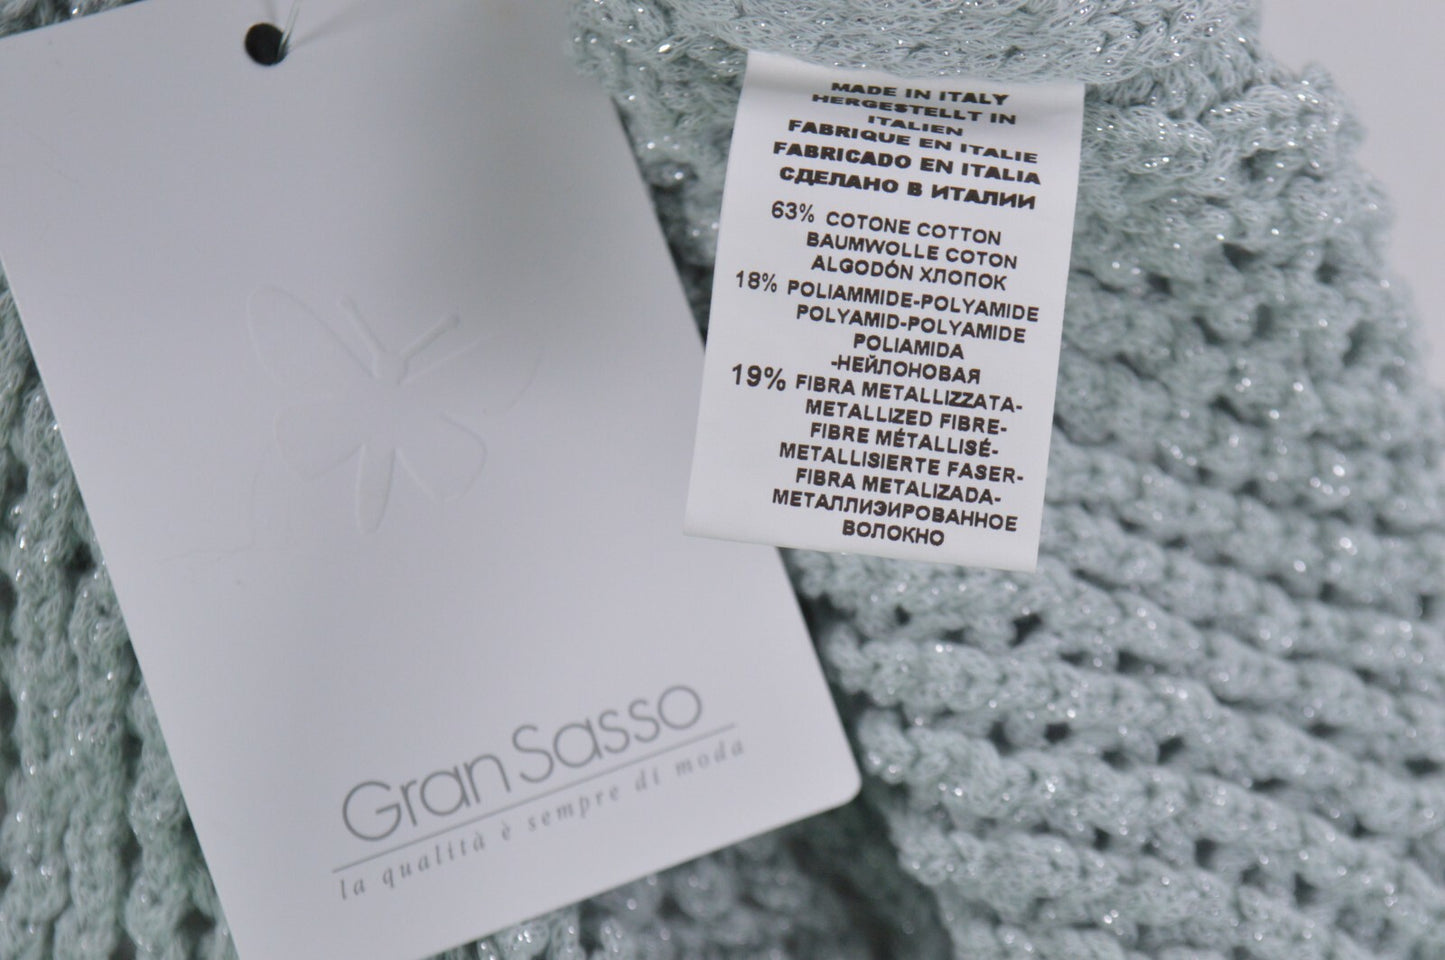 MADE IN ITALY
HERGESTELLT IN
ITALIEN
FABRIQUE EN ITALIE
FABRICADO EN ITALIA
СДЕЛАНО В ИТАЛИИ
63% COTONE COTTON
BAUMWOLLE COTON
ALGODÓN ХЛОПОК
18% POLIAMMIDE-POLYAMIDE
POLYAMID-POLYAMIDE
POLIAMIDA
-НЕЙЛОНОВАЯ
19% FIBRA METALLIZZATA-
METALLIZED FIBRE-
FIBRE MÉTALLISÉ-
METALLISIERTE FASER-
FIBRA METALIZADA-
МЕТАЛЛИЭИРОВАННОЕ
ВОЛОКНО
Gran Sasso
la qualità è sempre di moda